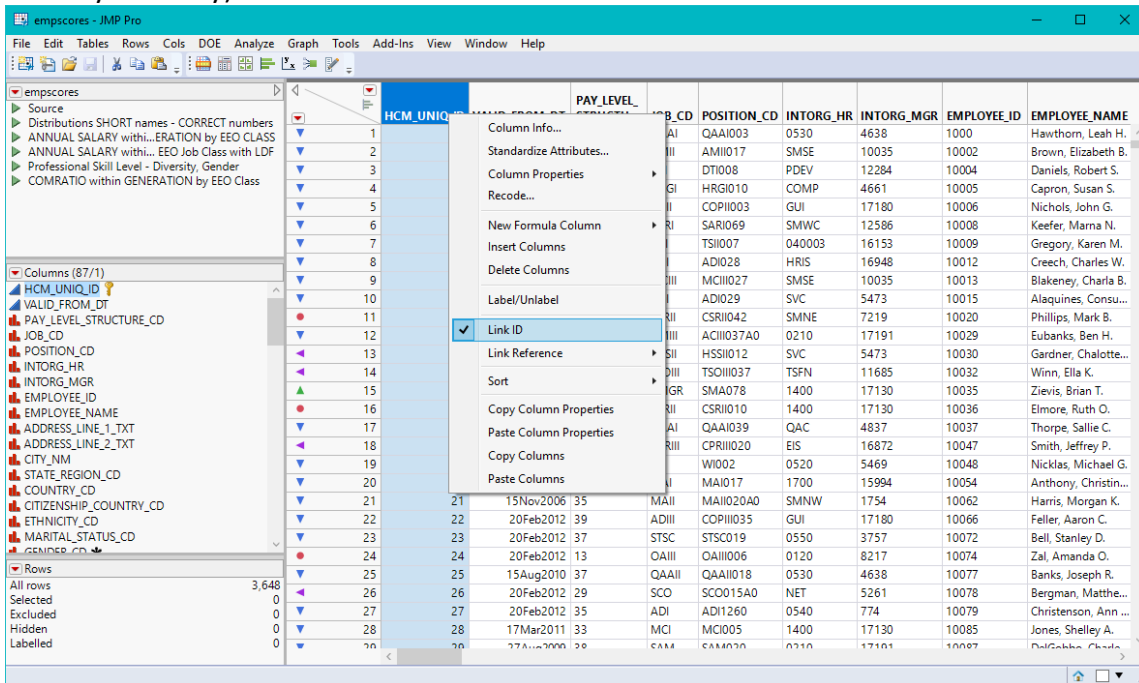 empscores - JMP Pro
File Edit Tables Rows Cols DOE Analyze Graph Tools Add-Ins View Window Help
empscores
Source
Distributions SHORT names - CORRECT numbers
ANNUAL SALARY withi...ERATION by EEO CLASS
ANNUAL SALARY withi... EEO Job Class with LDF
Professional Skill Level - Diversity, Gender
COMRATIO within GENERATION by EEO Class
Columns (87/1)
HCM_UNIQ_ID
VALID_FROM_DT
PAY_LEVEL_STRUCTURE_CD
JOB_CD
POSITION_CD
INTORG_HR
INTORG_MGR
EMPLOYEE_ID
EMPLOYEE_NAME
ADDRESS_LINE_1_TXT
ADDRESS_LINE_2_TXT
CITY_NM
STATE_REGION_CD
COUNTRY_CD
CITIZENSHIP_COUNTRY_CD
ETHNICITY_CD
MARITAL_STATUS_CD
GENDER_CD
Rows
All rows 3,648
Selected 0
Excluded 0
Hidden 0
Labelled 0
PAY_LEVEL_
HCM_UNIQ POSITION_CD INTORG_HR INTORG_MGR EMPLOYEE_ID EMPLOYEE_NAME
1 QAAI003 0530 4638 1000 Hawthorn, Leah H.
2 AMII017 SMSE 10035 10002 Brown, Elizabeth B.
3 DTI008 PDEV 12284 10004 Daniels, Robert S.
4 HRGI010 COMP 4661 10005 Capron, Susan S.
5 COPII003 GUI 17180 10006 Nichols, John G.
6 SARI069 SMWC 12586 10008 Keefer, Marna N.
7 TSII007 040003 16153 10009 Gregory, Karen M.
8 ADI028 HRIS 16948 10012 Creech, Charles W.
9 MCIII027 SMSE 10035 10013 Blakeney, Charla B.
10 ADI029 SVC 5473 10015 Alaquines, Consu...
11 CSRII042 SMNE 7219 10020 Phillips, Mark B.
12 ACIII037A0 0210 17191 10029 Eubanks, Ben H.
13 HSSII012 SVC 5473 10030 Gardner, Chalotte...
14 TSOIII037 TSFN 11685 10032 Winn, Ella K.
15 SMA078 1400 17130 10035 Zievis, Brian T.
16 CSRII010 1400 17130 10036 Elmore, Ruth O.
17 QAAI039 QAC 4837 10037 Thorpe, Sallie C.
18 CPRIII020 EIS 16872 10047 Smith, Jeffrey P.
19 WI002 0520 5469 10048 Nicklas, Michael G.
20 MAI017 1700 15994 10054 Anthony, Christin...
21 21 15Nov2006 35 MAII MAII020A0 SMNW 1754 10062 Harris, Morgan K.
22 22 20Feb2012 39 ADIII COPIII035 GUI 17180 10066 Feller, Aaron C.
23 23 20Feb2012 37 STSC STSC019 0550 3757 10072 Bell, Stanley D.
24 24 20Feb2012 13 OAIII OAIII006 0120 8217 10074 Zal, Amanda O.
25 25 15Aug2010 37 QAAII QAAII018 0530 4638 10077 Banks, Joseph R.
26 26 20Feb2012 29 SCO SCO015A0 NET 5261 10078 Bergman, Matthe...
27 27 20Feb2012 35 ADI ADI1260 0540 774 10079 Christenson, Ann ...
28 28 17Mar2011 33 MCI MCI005 1400 17130 10085 Jones, Shelley A.
Column Info...
Standardize Attributes...
Column Properties
Recode...
New Formula Column
Insert Columns
Delete Columns
Label/Unlabel
Link ID
Link Reference
Sort
Copy Column Properties
Paste Column Properties
Copy Columns
Paste Columns